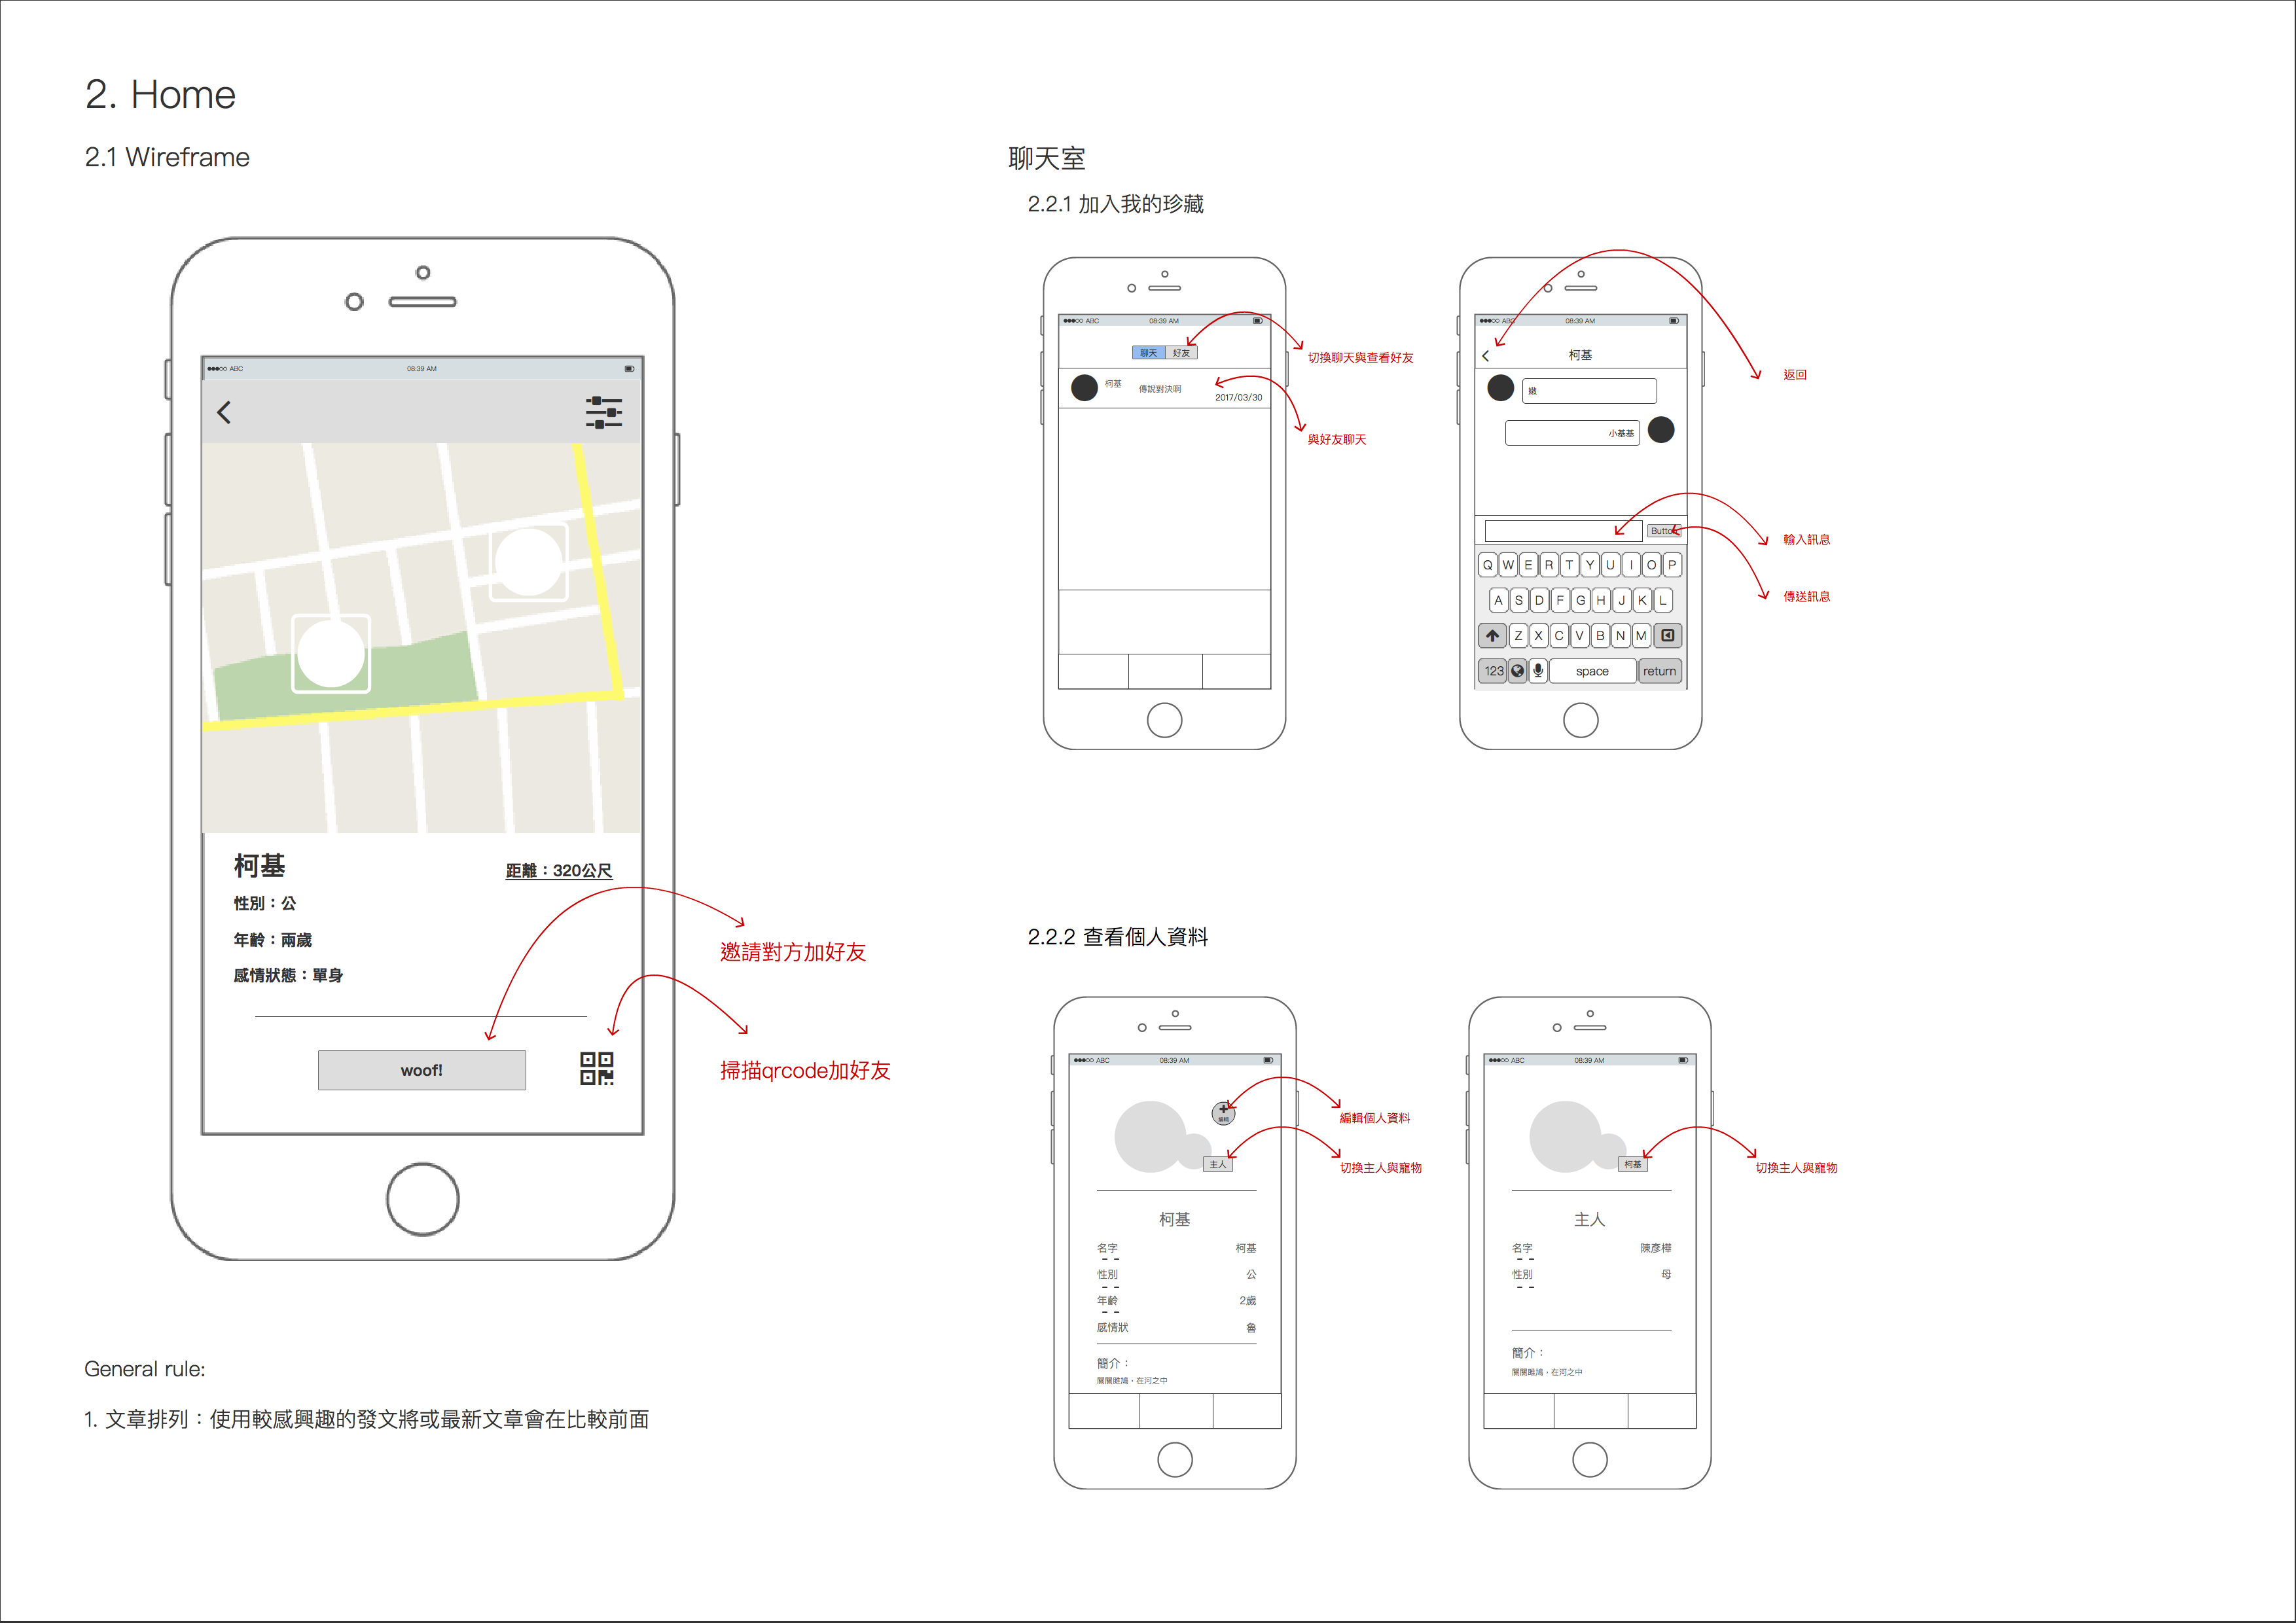 2. Home
2.1 Wireframe
ABC 08:39 AM
柯基
距離：320公尺
性別：公
年齡：兩歲
感情狀態：單身
woof!
邀請對方加好友
掃描qrcode加好友
General rule:
1. 文章排列：使用較感興趣的發文將或最新文章會在比較前面
聊天室
2.2.1 加入我的珍藏
ABC 08:39 AM
聊天 好友
柯基 傳說對決啊
2017/03/30
切換聊天與查看好友
與好友聊天
ABC 08:39 AM
柯基
嫩
小基基
Button
Q W E R T Y U I O P
A S D F G H J K L
Z X C V B N M
123 space return
返回
輸入訊息
傳送訊息
2.2.2 查看個人資料
ABC 08:39 AM
編輯
主人
柯基
名字 柯基
性別 公
年齡 2歲
感情狀 魯
簡介：
關關雎鳩，在河之中
編輯個人資料
切換主人與寵物
ABC 08:39 AM
柯基
主人
名字 陳彥樺
性別 母
簡介：
關關雎鳩，在河之中
切換主人與寵物